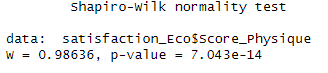 Shapiro-Wilk normality test
data:  satisfaction_Eco$Score_Physique
W = 0.98636, p-value = 7.043e-14